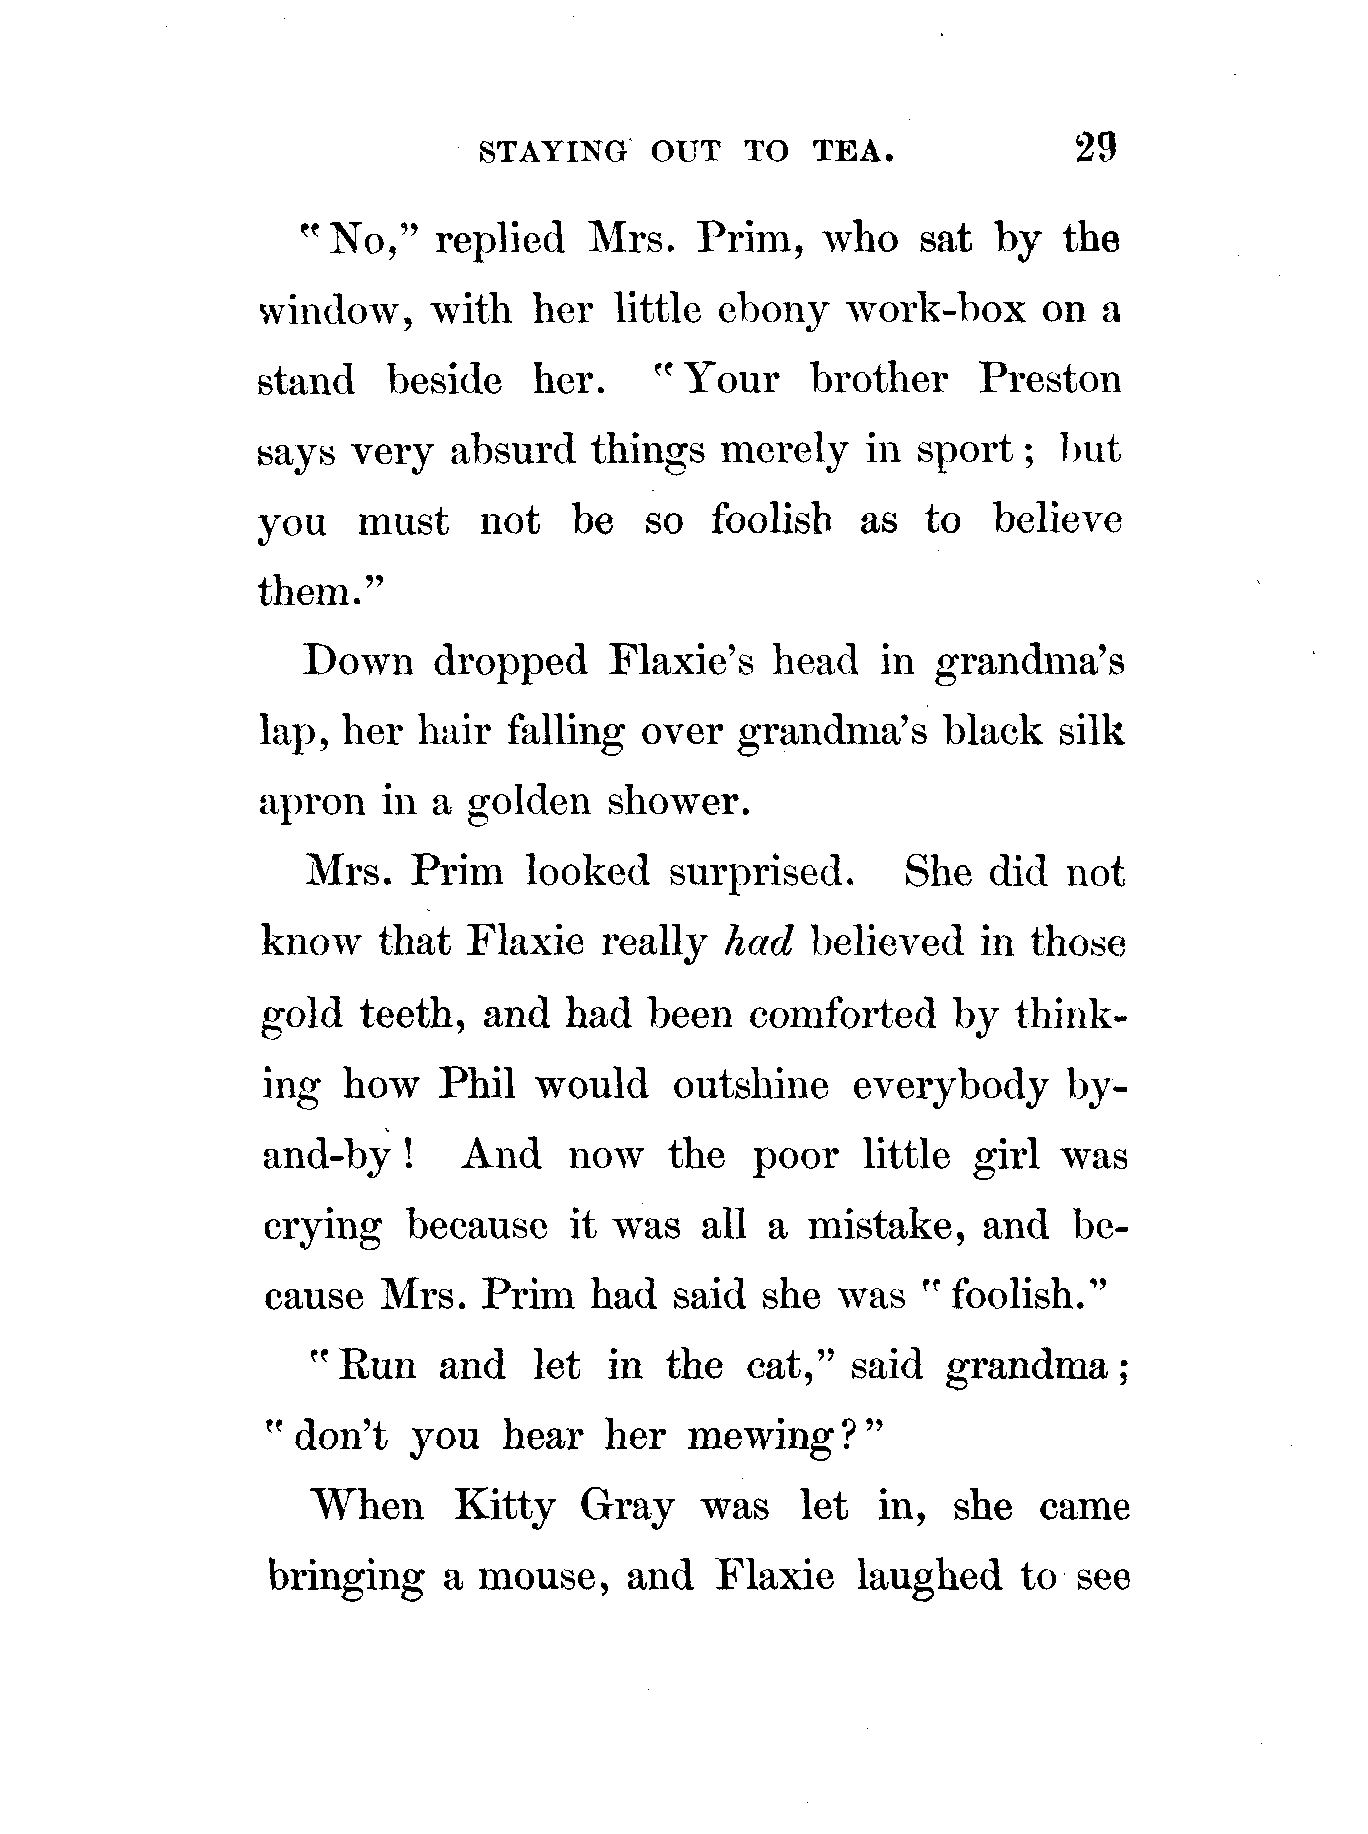 STAYING OUT TO TEA. 29
"No," replied Mrs. Prim, who sat by the
window, with her little ebony work-box on a
stand beside her. "Your brother Preston
says very absurd things merely in sport; but
you must not be so foolish as to believe
them."
Down dropped Flaxie's head in grandma's
lap, her hair falling over grandma's black silk
apron in a golden shower.
Mrs. Prim looked surprised. She did not
know that Flaxie really had believed in those
gold teeth, and had been comforted by think-
ing how Phil would outshine everybody by-
and-by! And now the poor little girl was
crying because it was all a mistake, and be-
cause Mrs. Prim had said she was "foolish."
"Run and let in the cat," said grandma;
"don't you hear her mewing?"
When Kitty Gray was let in, she came
bringing a mouse, and Flaxie laughed to see